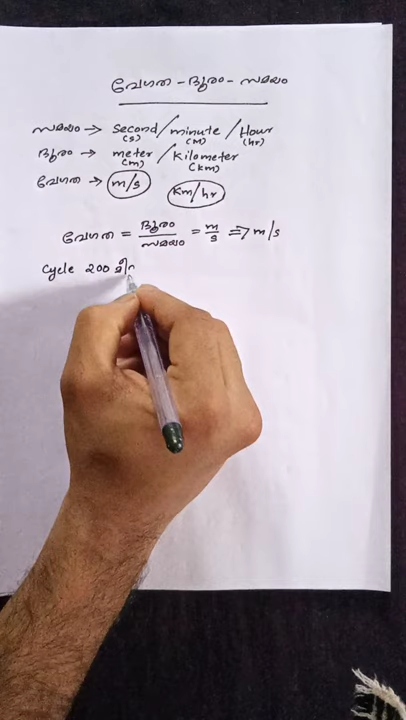 വേഗത - ദൂരം - സമയം
സമയം → second / minute / Hour
(s) (M) (hr)
ദൂരം → meter / Kilometer
(m) (km)
വേഗത → m/s Km/hr
വേഗത = ദൂരം / സമയം = m/s ⇒ m/s
Cycle 200